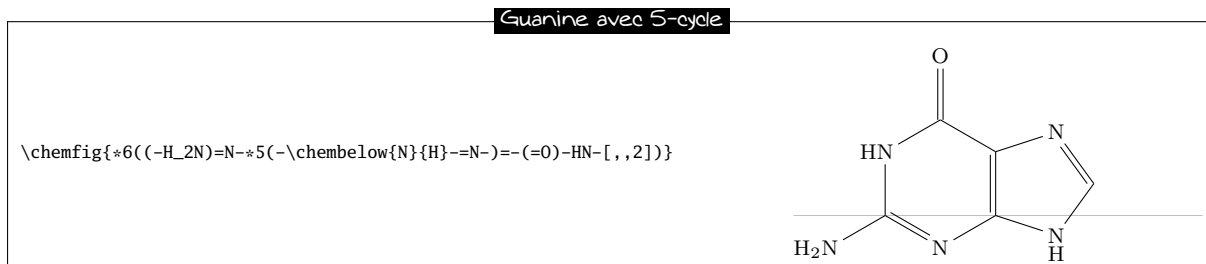 Guanine avec 5-cycle
\chemfig{*6((-H_2N)=N-*5(-\chembelow{N}{H}-=N-)=-(=O)-HN-[,,2])}
O
N
HN
H₂N
N
N
H